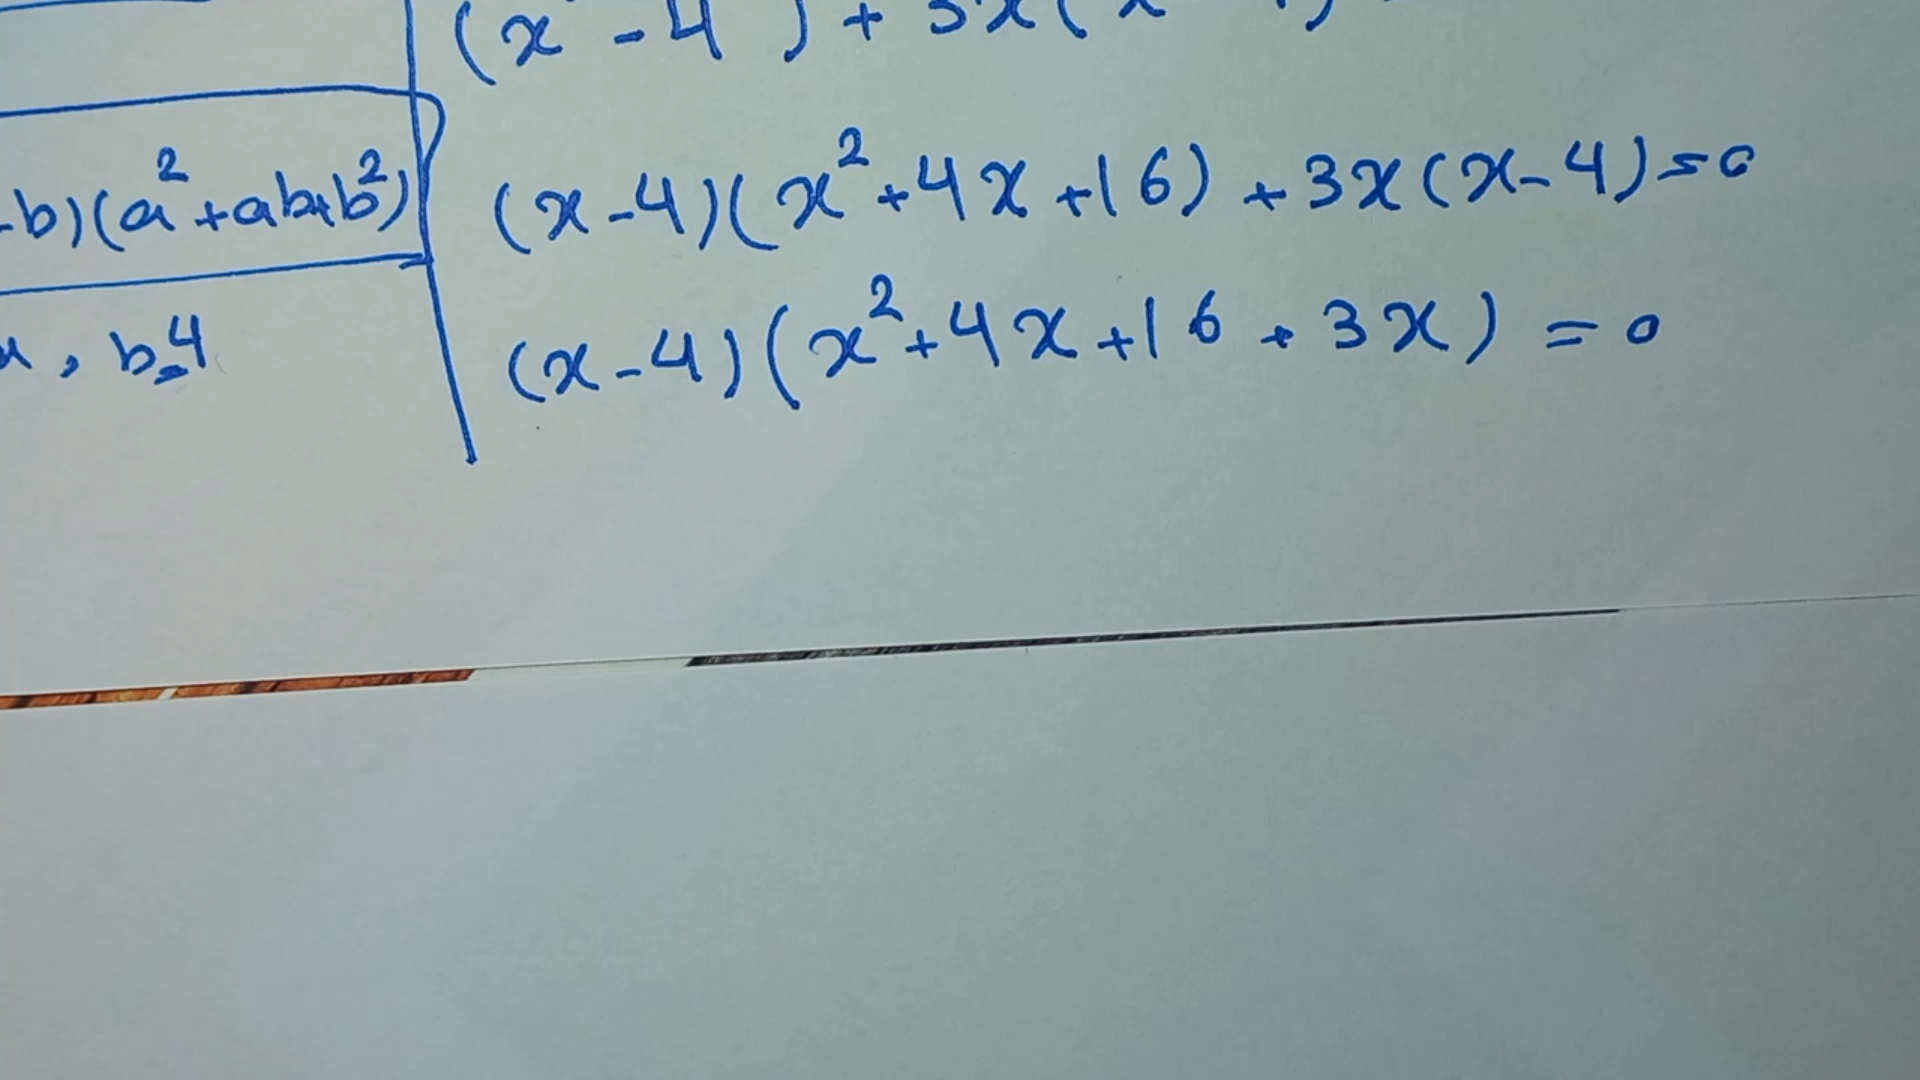 (x - 4 ) + 3x(x
-b)(a²+ab+b²)
, b=4
(x-4)(x²+4x+16) + 3x(x-4)=0
(x-4)(x²+4x+16+3x) = 0